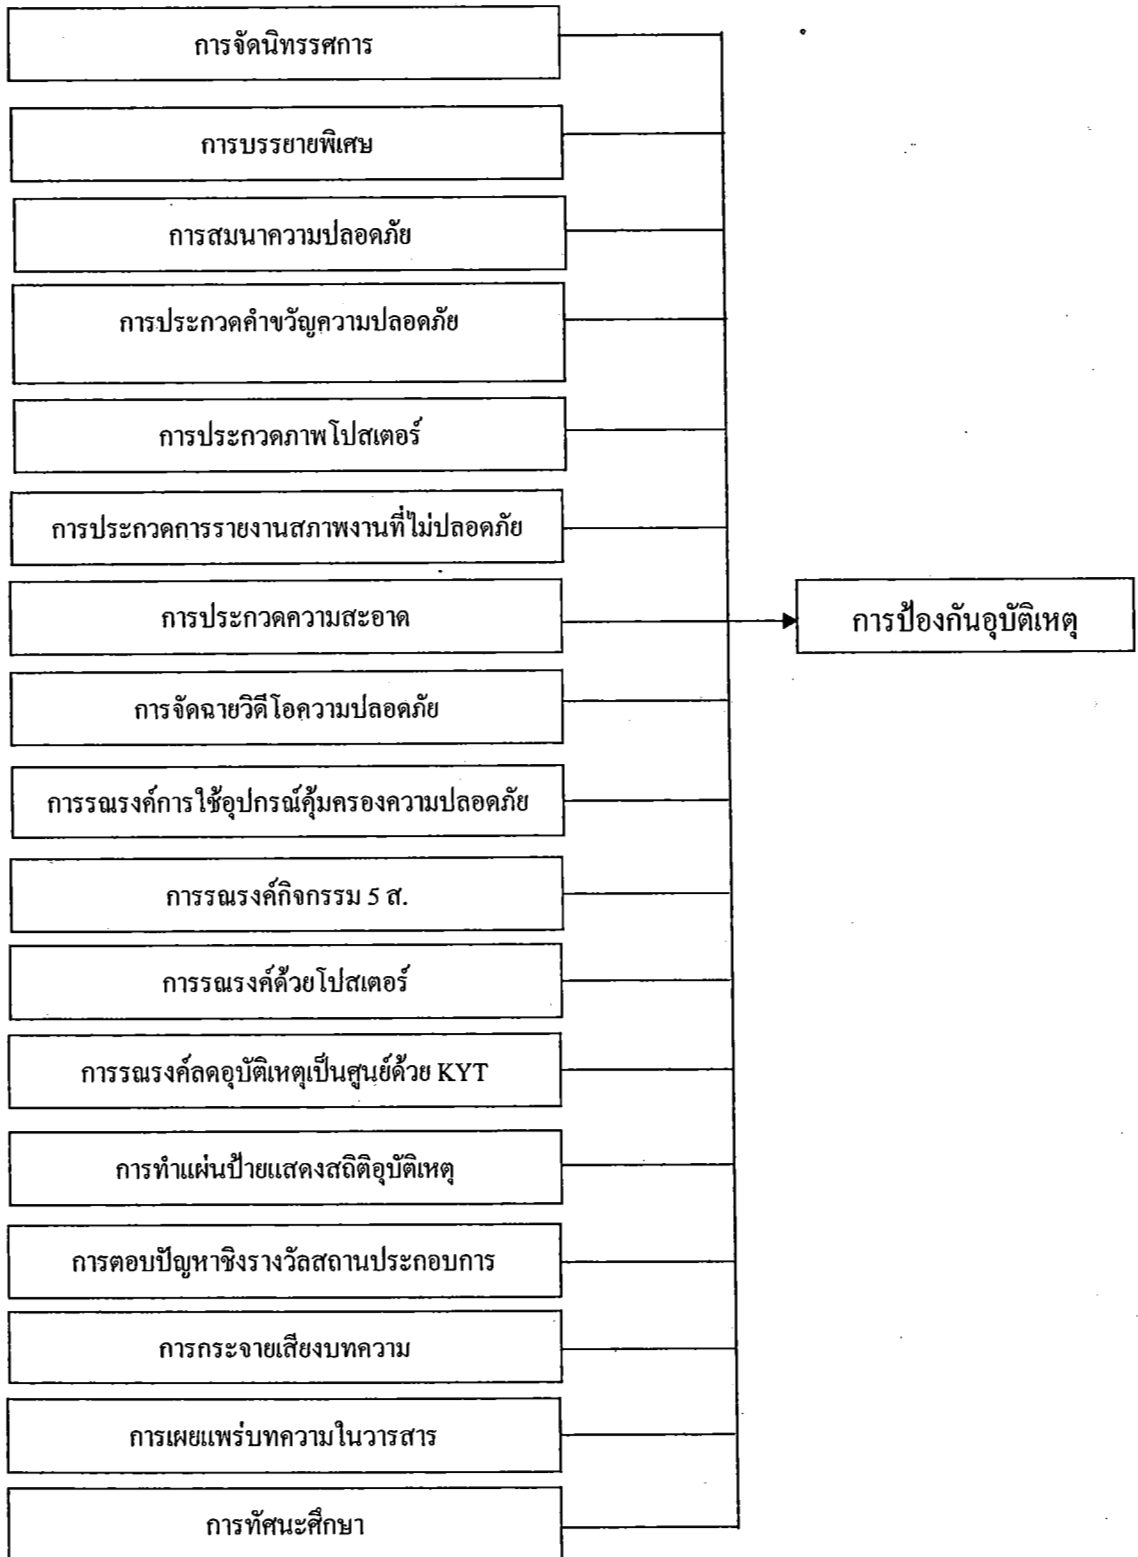 การจัดนิทรรศการ
การบรรยายพิเศษ
การสมนาความปลอดภัย
การประกวดคำขวัญความปลอดภัย
การประกวดภาพโปสเตอร์
การประกวดการรายงานสภาพงานที่ไม่ปลอดภัย
การประกวดความสะอาด
การป้องกันอุบัติเหตุ
การจัดฉายวิดีโอความปลอดภัย
การรณรงค์การใช้อุปกรณ์คุ้มครองความปลอดภัย
การรณรงค์กิจกรรม 5 ส.
การรณรงค์ด้วยโปสเตอร์
การรณรงค์ลดอุบัติเหตุเป็นศูนย์ด้วย KYT
การทำแผ่นป้ายแสดงสถิติอุบัติเหตุ
การตอบปัญหาชิงรางวัลสถานประกอบการ
การกระจายเสียงบทความ
การเผยแพร่บทความในวารสาร
การทัศนะศึกษา